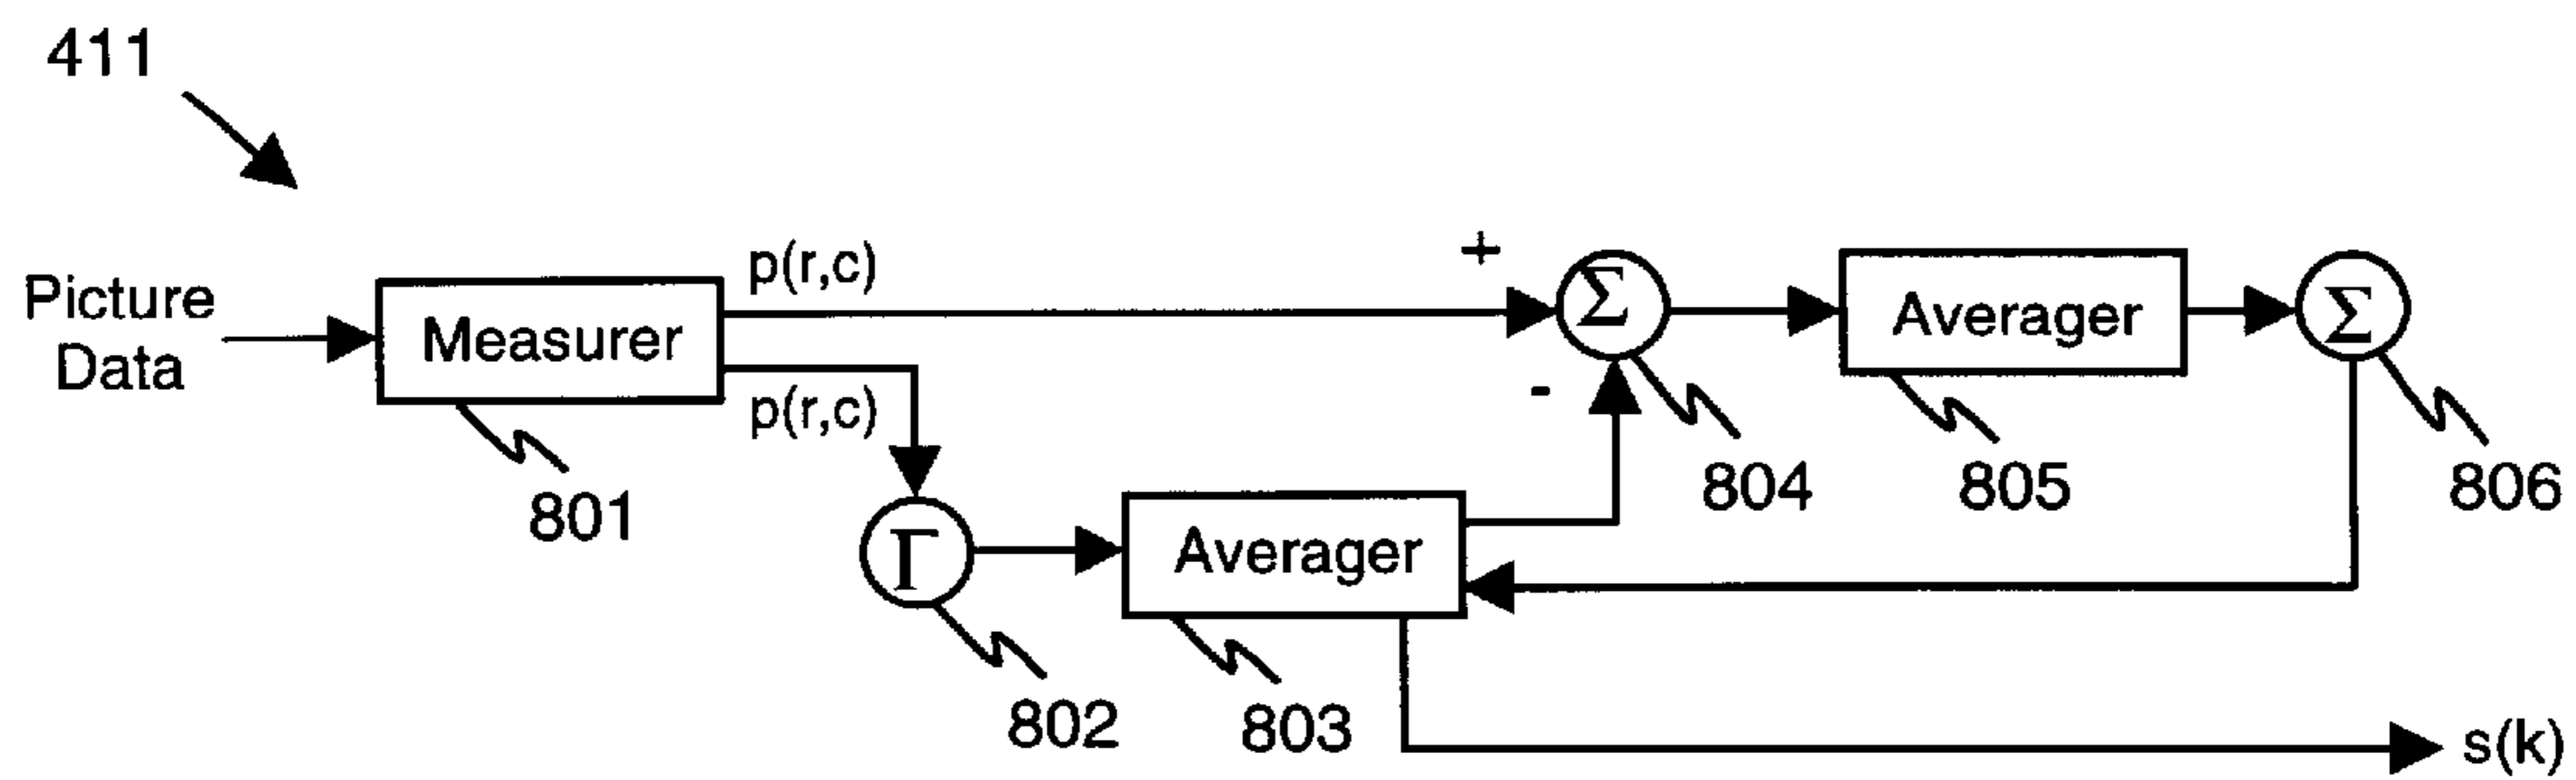 411
Picture
Data
Measurer
p(r,c)
p(r,c)
801
Γ
802
Averager
803
+
-
Σ
804
Averager
805
Σ
806
s(k)